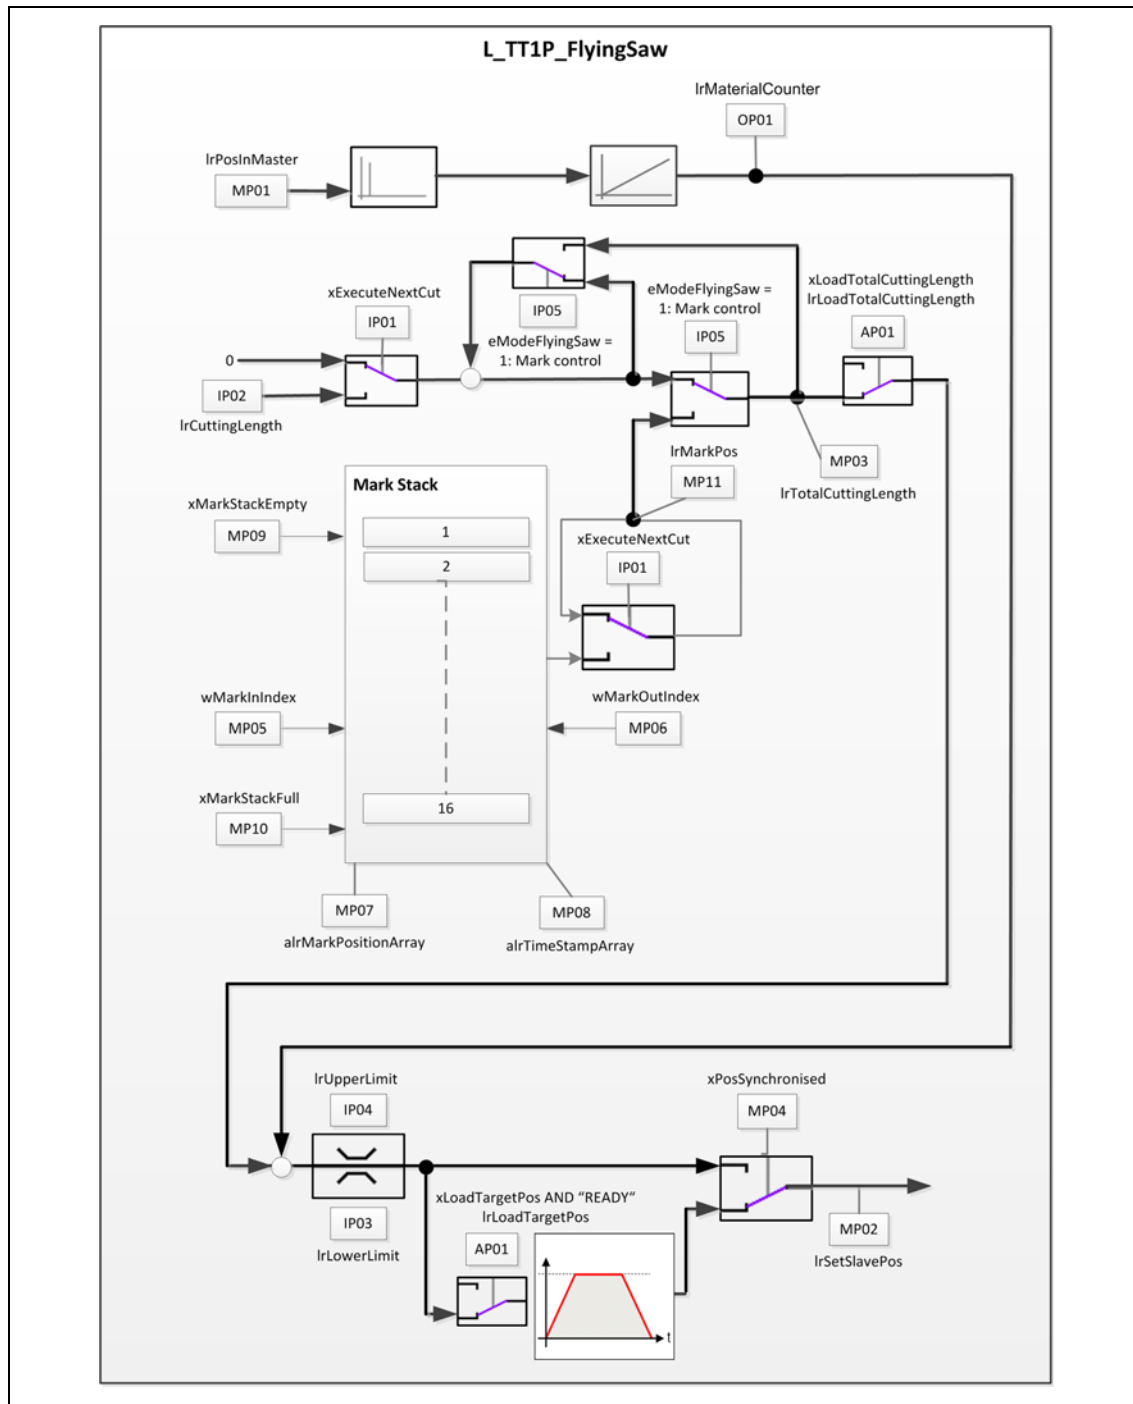 L_TT1P_FlyingSaw
lrMaterialCounter
OP01
lrPosInMaster
MP01
xExecuteNextCut
IP01
IP05
eModeFlyingSaw =
1: Mark control
eModeFlyingSaw =
1: Mark control
IP05
xLoadTotalCuttingLength
lrLoadTotalCuttingLength
AP01
0
IP02
lrCuttingLength
MP03
lrTotalCuttingLength
lrMarkPos
MP11
Mark Stack
xMarkStackEmpty
MP09
1
2
16
xExecuteNextCut
IP01
wMarkInIndex
MP05
wMarkOutIndex
MP06
xMarkStackFull
MP10
MP07
alrMarkPositionArray
MP08
alrTimeStampArray
lrUpperLimit
IP04
IP03
lrLowerLimit
xPosSynchronised
MP04
xLoadTargetPos AND “READY“
lrLoadTargetPos
AP01
t
MP02
lrSetSlavePos